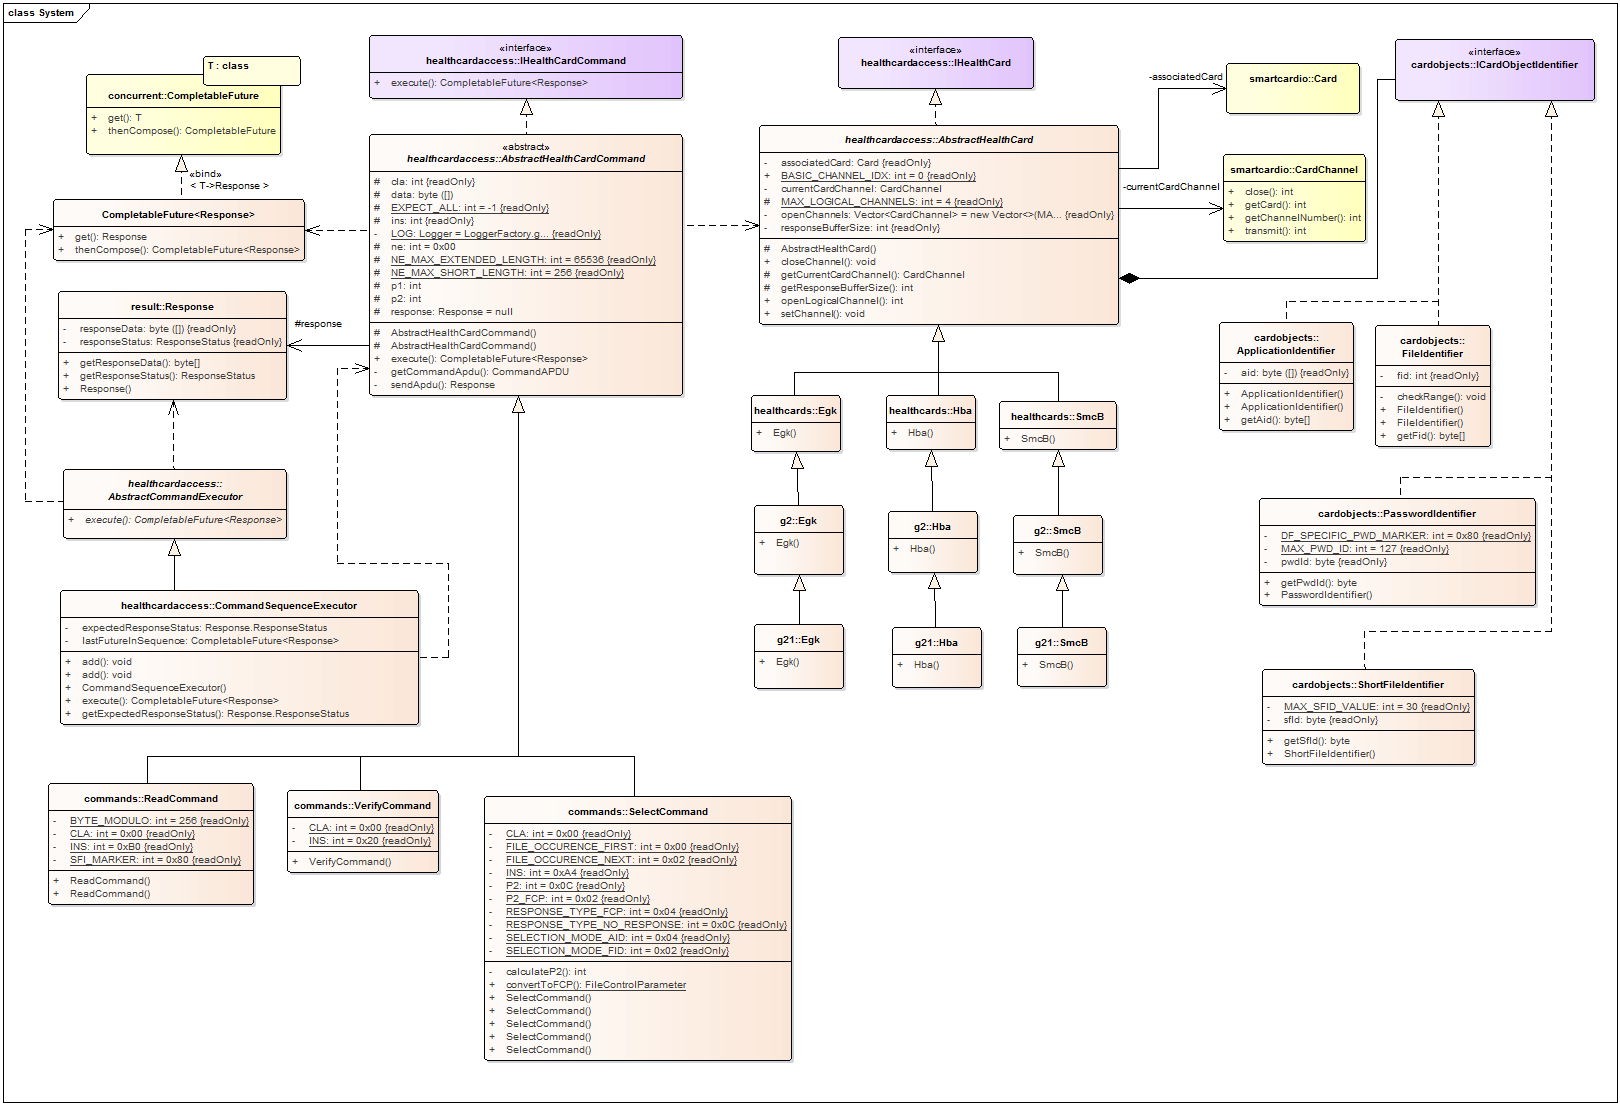 class System
T : class
concurrent::CompletableFuture
+ get(): T
+ thenCompose(): CompletableFuture
«bind»
< T->Response >
CompletableFuture<Response>
+ get(): Response
+ thenCompose(): CompletableFuture<Response>
result::Response
- responseData: byte ([]) {readOnly}
- responseStatus: ResponseStatus {readOnly}
+ getResponseData(): byte[]
+ getResponseStatus(): ResponseStatus
+ Response()
#response
healthcardaccess::
AbstractCommandExecutor
+ execute(): CompletableFuture<Response>
healthcardaccess::CommandSequenceExecutor
- expectedResponseStatus: Response.ResponseStatus
- lastFutureInSequence: CompletableFuture<Response>
+ add(): void
+ add(): void
+ CommandSequenceExecutor()
+ execute(): CompletableFuture<Response>
+ getExpectedResponseStatus(): Response.ResponseStatus
«interface»
healthcardaccess::IHealthCardCommand
+ execute(): CompletableFuture<Response>
«abstract»
healthcardaccess::AbstractHealthCardCommand
# cla: int {readOnly}
# data: byte ([])
# EXPECT_ALL: int = -1 {readOnly}
# ins: int {readOnly}
- LOG: Logger = LoggerFactory.g... {readOnly}
# ne: int = 0x00
# NE_MAX_EXTENDED_LENGTH: int = 65536 {readOnly}
# NE_MAX_SHORT_LENGTH: int = 256 {readOnly}
# p1: int
# p2: int
# response: Response = null
# AbstractHealthCardCommand()
# AbstractHealthCardCommand()
+ execute(): CompletableFuture<Response>
- getCommandApdu(): CommandAPDU
- sendApdu(): Response
commands::ReadCommand
- BYTE_MODULO: int = 256 {readOnly}
- CLA: int = 0x00 {readOnly}
- INS: int = 0xB0 {readOnly}
- SFI_MARKER: int = 0x80 {readOnly}
+ ReadCommand()
+ ReadCommand()
commands::VerifyCommand
- CLA: int = 0x00 {readOnly}
- INS: int = 0x20 {readOnly}
+ VerifyCommand()
commands::SelectCommand
- CLA: int = 0x00 {readOnly}
- FILE_OCCURENCE_FIRST: int = 0x00 {readOnly}
- FILE_OCCURENCE_NEXT: int = 0x02 {readOnly}
- INS: int = 0xA4 {readOnly}
- P2: int = 0x0C {readOnly}
- P2_FCP: int = 0x02 {readOnly}
- RESPONSE_TYPE_FCP: int = 0x04 {readOnly}
- RESPONSE_TYPE_NO_RESPONSE: int = 0x0C {readOnly}
- SELECTION_MODE_AID: int = 0x04 {readOnly}
- SELECTION_MODE_FID: int = 0x02 {readOnly}
- calculateP2(): int
+ convertToFCP(): FileControlParameter
+ SelectCommand()
+ SelectCommand()
+ SelectCommand()
+ SelectCommand()
+ SelectCommand()
«interface»
healthcardaccess::IHealthCard
healthcardaccess::AbstractHealthCard
- associatedCard: Card {readOnly}
+ BASIC_CHANNEL_IDX: int = 0 {readOnly}
- currentCardChannel: CardChannel
# MAX_LOGICAL_CHANNELS: int = 4 {readOnly}
- openChannels: Vector<CardChannel> = new Vector<>(MA... {readOnly}
- responseBufferSize: int {readOnly}
# AbstractHealthCard()
+ closeChannel(): void
# getCurrentCardChannel(): CardChannel
# getResponseBufferSize(): int
+ openLogicalChannel(): int
+ setChannel(): void
healthcards::Egk
+ Egk()
healthcards::Hba
+ Hba()
healthcards::SmcB
+ SmcB()
g2::Egk
+ Egk()
g2::Hba
+ Hba()
g2::SmcB
+ SmcB()
g21::Egk
+ Egk()
g21::Hba
+ Hba()
g21::SmcB
+ SmcB()
-associatedCard
smartcardio::Card
-currentCardChannel
smartcardio::CardChannel
+ close(): int
+ getCard(): int
+ getChannelNumber(): int
+ transmit(): int
«interface»
cardobjects::ICardObjectIdentifier
cardobjects::
ApplicationIdentifier
- aid: byte ([]) {readOnly}
+ ApplicationIdentifier()
+ ApplicationIdentifier()
+ getAid(): byte[]
cardobjects::
FileIdentifier
- fid: int {readOnly}
- checkRange(): void
+ FileIdentifier()
+ FileIdentifier()
+ getFid(): byte[]
cardobjects::PasswordIdentifier
- DF_SPECIFIC_PWD_MARKER: int = 0x80 {readOnly}
- MAX_PWD_ID: int = 127 {readOnly}
- pwdId: byte {readOnly}
+ getPwdId(): byte
+ PasswordIdentifier()
cardobjects::ShortFileIdentifier
- MAX_SFID_VALUE: int = 30 {readOnly}
- sfId: byte {readOnly}
+ getSfId(): byte
+ ShortFileIdentifier()